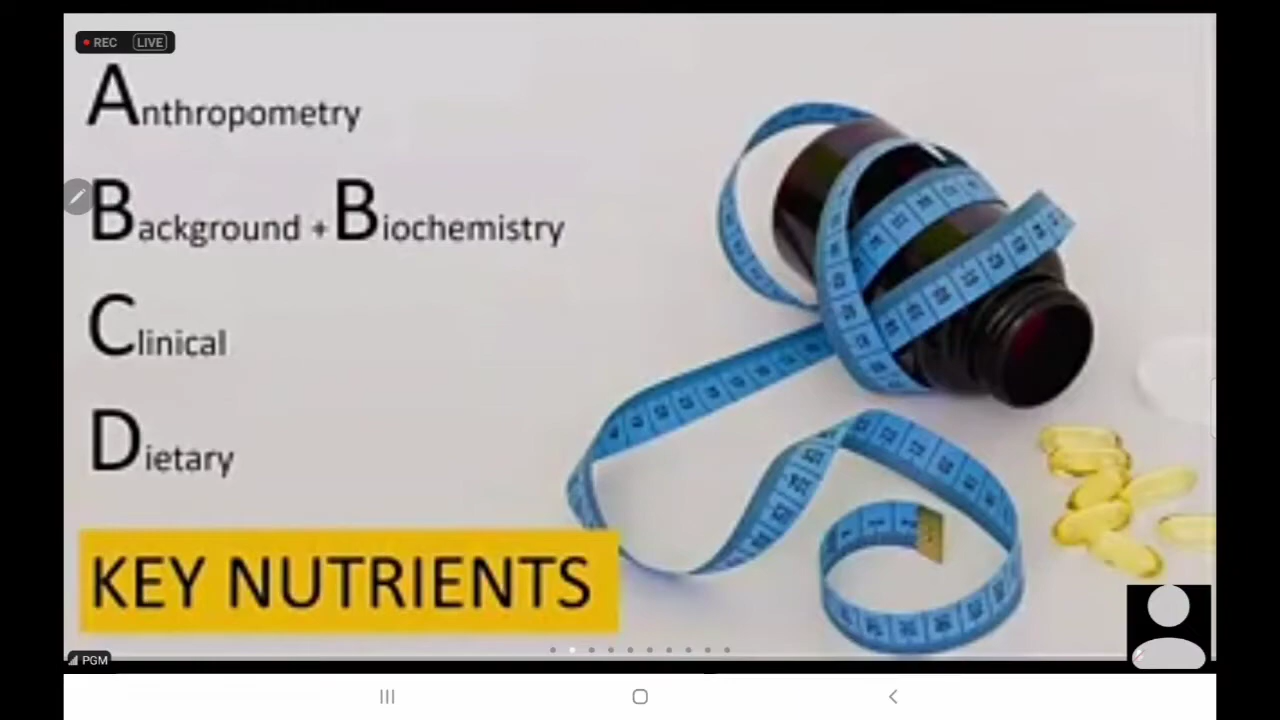 REC LIVE
Anthropometry
Background + Biochemistry
Clinical
Dietary
KEY NUTRIENTS
PGM